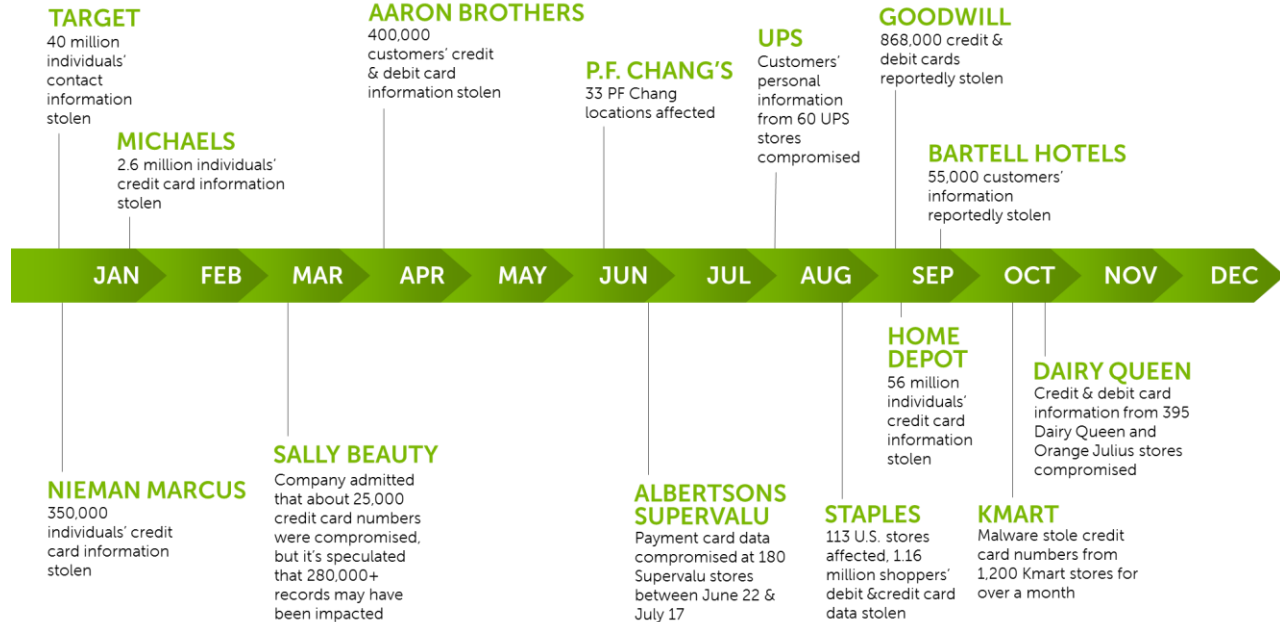 TARGET
40 million
individuals'
contact
information
stolen
MICHAELS
2.6 million individuals'
credit card information
stolen
AARON BROTHERS
400,000
customers' credit
& debit card
information stolen
P.F. CHANG'S
33 PF Chang
locations affected
UPS
Customers'
personal
information
from 60 UPS
stores
compromised
GOODWILL
868,000 credit &
debit cards
reportedly stolen
BARTELL HOTELS
55,000 customers'
information
reportedly stolen
JAN FEB MAR APR MAY JUN JUL AUG SEP OCT NOV DEC
NIEMAN MARCUS
350,000
individuals' credit
card information
stolen
SALLY BEAUTY
Company admitted
that about 25,000
credit card numbers
were compromised,
but it's speculated
that 280,000+
records may have
been impacted
ALBERTSONS
SUPERVALU
Payment card data
compromised at 180
Supervalu stores
between June 22 &
July 17
STAPLES
113 U.S. stores
affected, 1.16
million shoppers'
debit &credit card
data stolen
HOME
DEPOT
56 million
individuals'
credit card
information
stolen
KMART
Malware stole credit
card numbers from
1,200 Kmart stores for
over a month
DAIRY QUEEN
Credit & debit card
information from 395
Dairy Queen and
Orange Julius stores
compromised